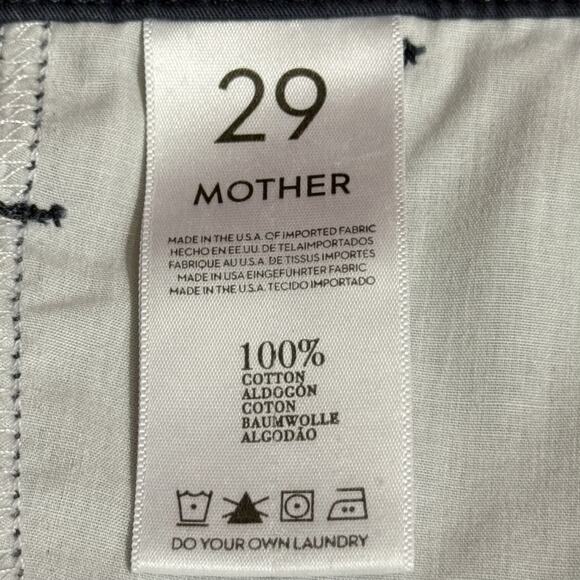 29
MOTHER
MADE IN THE U.S.A. OF IMPORTED FABRIC
HECHO EN EE.UU. DE TELAIMPORTADOS
FABRIQUE AU U.S.A. DE TISSUS IMPORTES
MADE IN USA EINGEFÜHRTER FABRIC
MADE IN THE U.S.A. TECIDO IMPORTADO
100%
COTTON
ALDOGÓN
COTON
BAUMWOLLE
ALGODÃO
DO YOUR OWN LAUNDRY